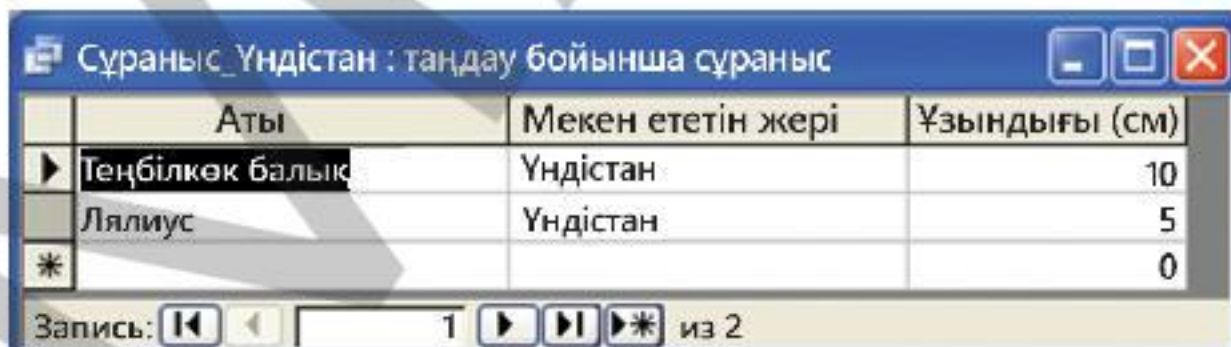 Сұраныс_Үндістан : таңдау бойынша сұраныс
Аты Мекен ететін жері Ұзындығы (см)
Теңбілкөк балық Үндістан 10
Лялиус Үндістан 5
0
Запись: 1 из 2